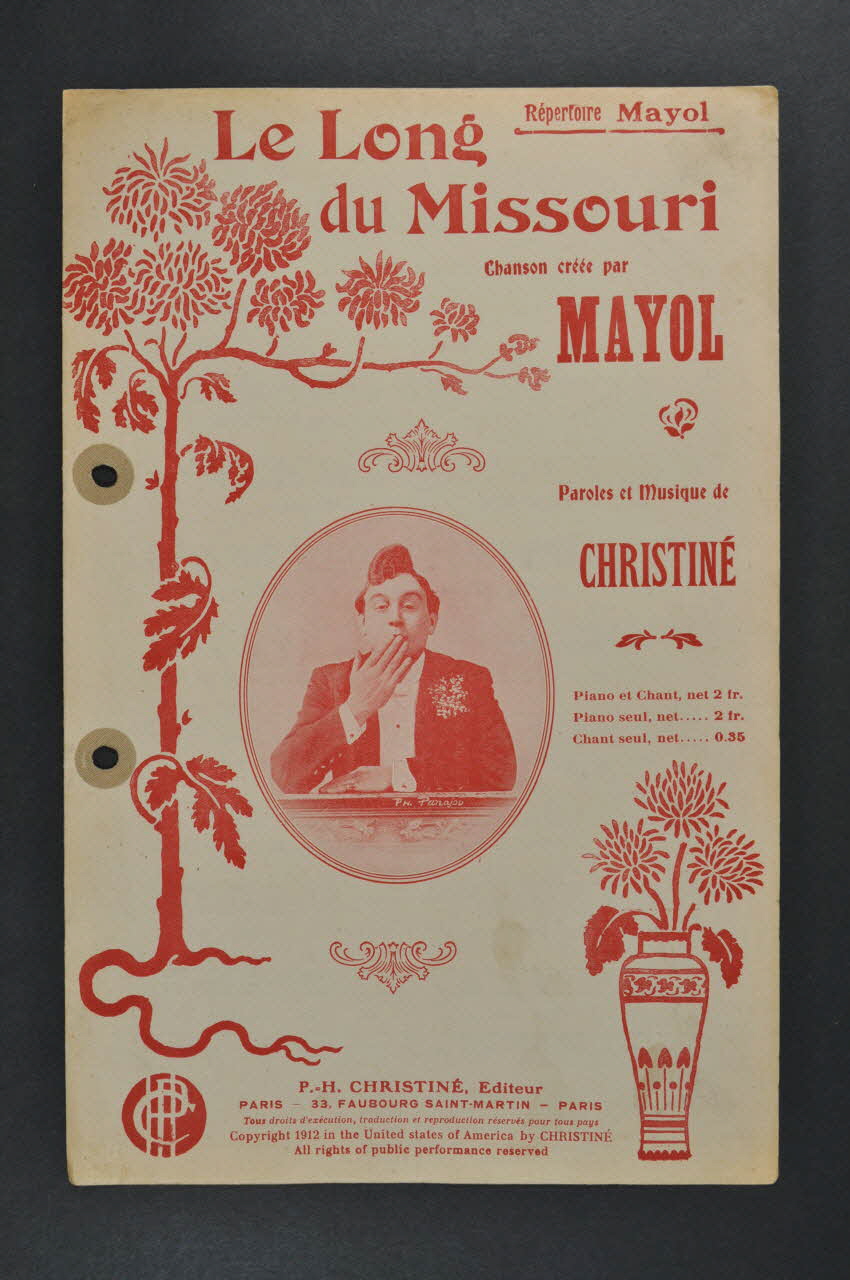 Répertoire Mayol
Le Long
du Missouri
Chanson créée par
MAYOL
Paroles et Musique de
CHRISTINÉ
Piano et Chant, net 2 fr.
Piano seul, net..... 2 fr.
Chant seul, net..... 0.35
P.-H. CHRISTINÉ, Editeur
PARIS — 33, FAUBOURG SAINT-MARTIN — PARIS
Tous droits d'exécution, traduction et reproduction réservés pour tous pays
Copyright 1912 in the United states of America by CHRISTINÉ
All rights of public performance reserved